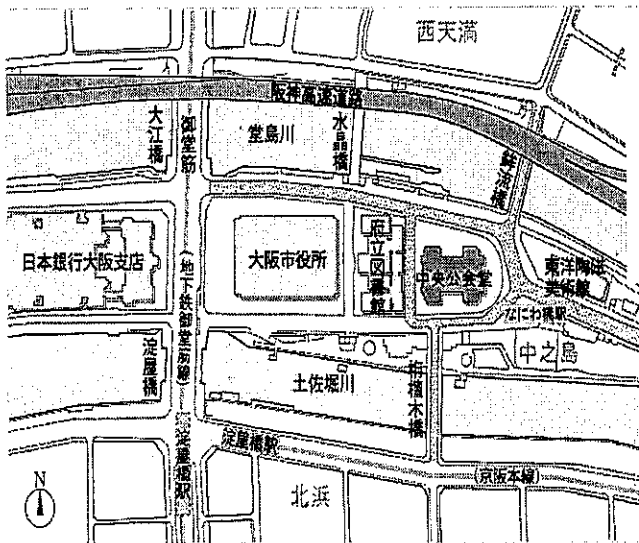 西天満
阪神高速道路
大江橋
御堂筋
堂島川
水晶橋
鉾流橋
日本銀行大阪支店
(地下鉄御堂筋線)
大阪市役所
府立図書館
中央公会堂
東洋陶磁
美術館
なにわ橋駅
中之島
淀屋橋
土佐堀川
栴檀木橋
淀屋橋駅
淀屋橋駅
(京阪本線)
北浜
N